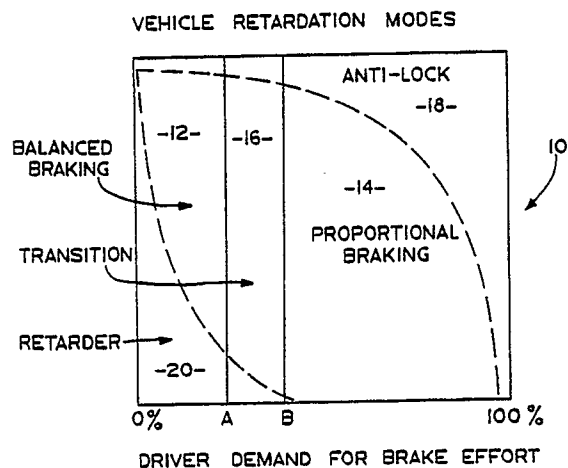 VEHICLE RETARDATION MODES
ANTI-LOCK
-18-
-12-
-16-
10
BALANCED
BRAKING
-14-
PROPORTIONAL
BRAKING
TRANSITION
RETARDER
-20-
0% A B 100%
DRIVER DEMAND FOR BRAKE EFFORT